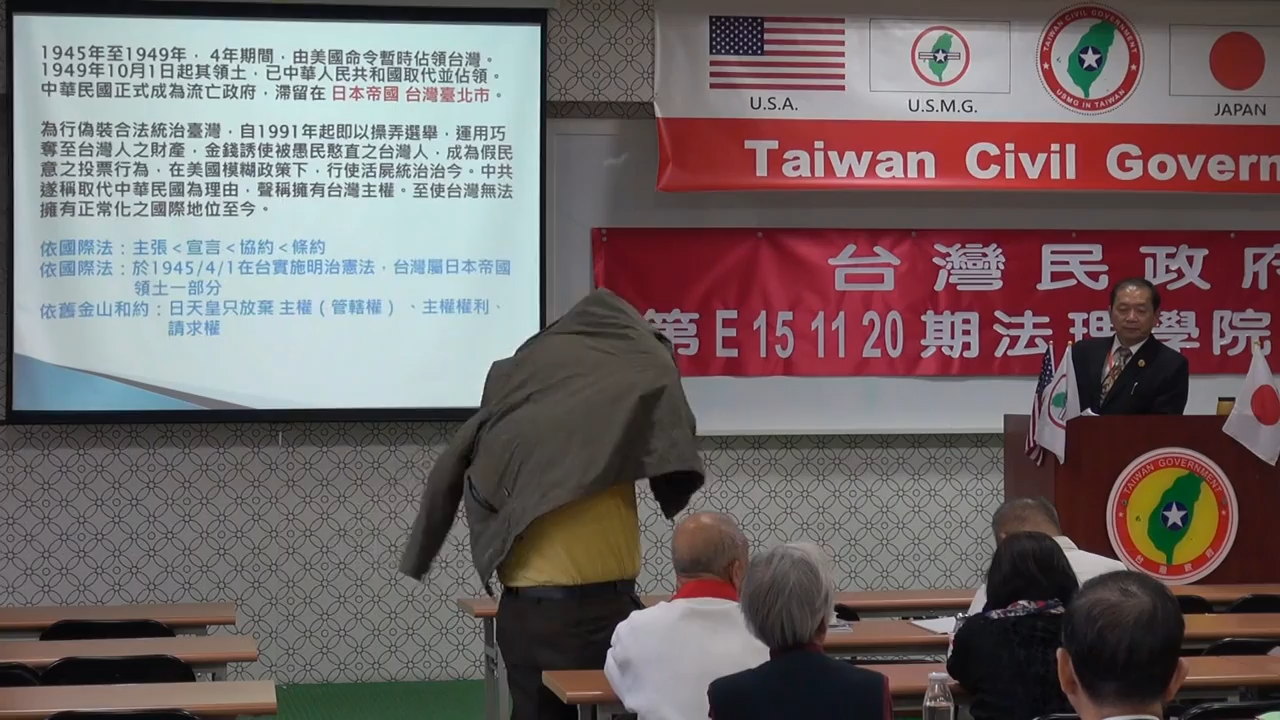 1945年至1949年， 4年期間，由美國命令暫時佔領台灣。
1949年10月1日起其領土，已中華人民共和國取代並佔領。
中華民國正式成為流亡政府，滯留在 日本帝國 台灣臺北市。
為行偽裝合法統治臺灣，自1991年起即以操弄選舉，運用巧
奪至台灣人之財產，金錢誘使被愚民憨直之台灣人，成為假民
意之投票行為，在美國模糊政策下，行使活屍統治治今。中共
遂稱取代中華民國為理由，聲稱擁有台灣主權。至使台灣無法
擁有正常化之國際地位至今。
依國際法：主張＜宣言＜協約＜條約
依國際法：於1945/4/1在台實施明治憲法，台灣屬日本帝國
領土一部分
依舊金山和約：日天皇只放棄 主權（管轄權）、主權權利、
請求權
U.S.A.
U.S.M.G.
TAIWAN CIVIL GOVERNMENT
USMG IN TAIWAN
JAPAN
Taiwan Civil Govern
台灣民政府
第E151120期法理學院
TAIWAN GOVERNMENT
台灣政府